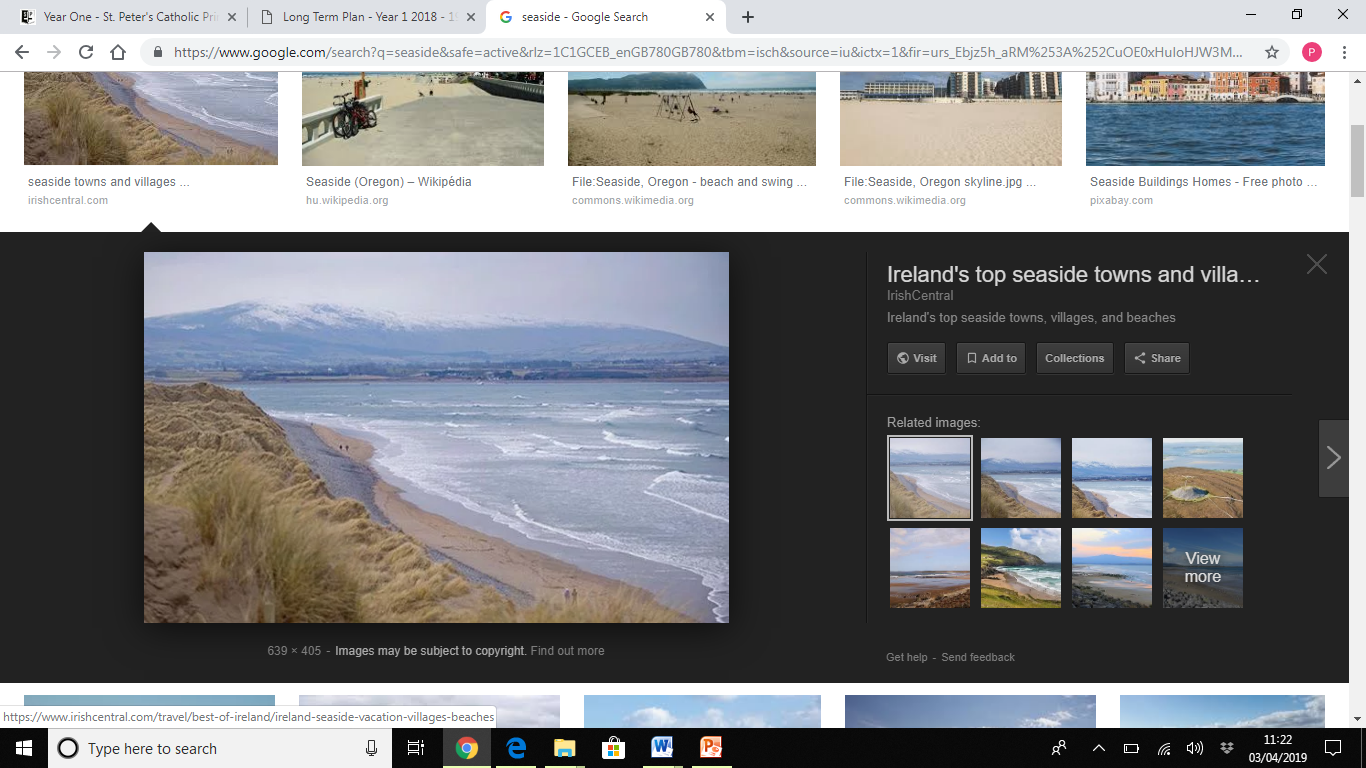 Year One - St. Peter's Catholic Pri
Long Term Plan - Year 1 2018 - 19
seaside - Google Search
https://www.google.com/search?q=seaside&safe=active&rlz=1C1GCEB_enGB780GB780&tbm=isch&source=iu&ictx=1&fir=urs_Ebjz5h_aRM%253A%252CuOE0xHuIoHJW3M...
P
seaside towns and villages ...
irishcentral.com
Seaside (Oregon) – Wikipédia
hu.wikipedia.org
File:Seaside, Oregon - beach and swing ...
commons.wikimedia.org
File:Seaside, Oregon skyline.jpg ...
commons.wikimedia.org
Seaside Buildings Homes - Free photo ...
pixabay.com
Ireland's top seaside towns and villa...
IrishCentral
Ireland's top seaside towns, villages, and beaches
Visit
Add to
Collections
Share
Related images:
View
more
639 × 405 - Images may be subject to copyright. Find out more
Get help - Send feedback
https://www.irishcentral.com/travel/best-of-ireland/ireland-seaside-vacation-villages-beaches
Type here to search
11:22
03/04/2019